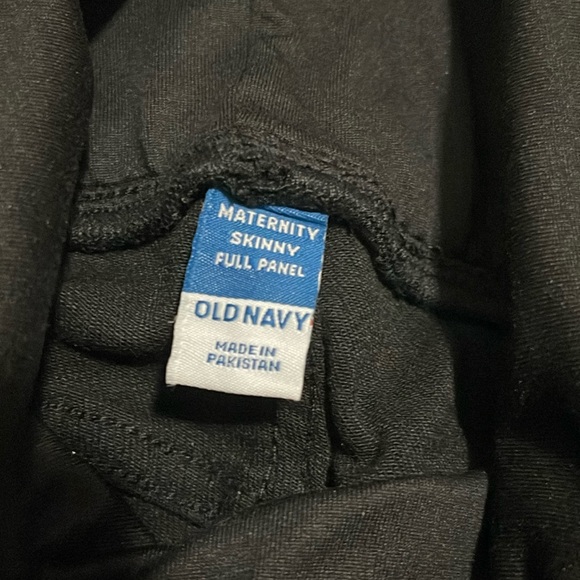 MATERNITY
SKINNY
FULL PANEL
OLD NAVY
MADE IN
PAKISTAN